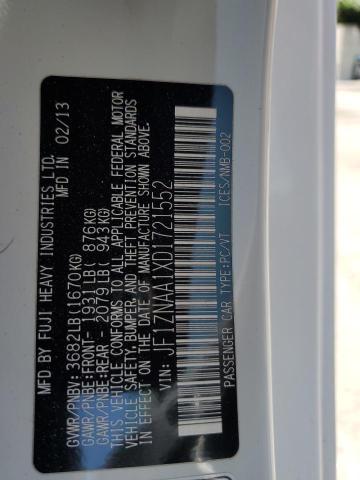 MFD BY FUJI HEAVY INDUSTRIES LTD.
MFD IN 02/13
GVWR/PNBV: 3682LB(1670KG)
GAWR/PNBE:FRONT- 1931LB( 876KG)
GAWR/PNBE:REAR - 2079LB( 943KG)
THIS VEHICLE CONFORMS TO ALL APPLICABLE FEDERAL MOTOR
VEHICLE SAFETY,BUMPER, AND THEFT PREVENTION STANDARDS
IN EFFECT ON THE DATE OF MANUFACTURE SHOWN ABOVE.
VIN: JF1ZNAA1XD1721552
PASSENGER CAR TYPE:PC/VT ICES/NMB-002